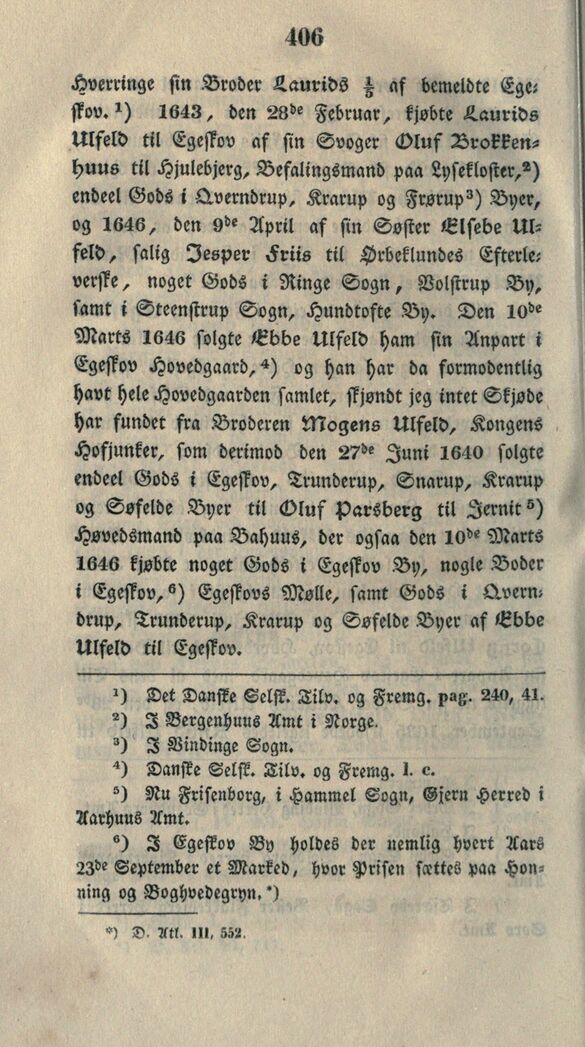 406
Hverringe sin Broder Laurids ⅕ af bemeldte Ege-
skov.¹) 1643, den 28de Februar, kjøbte Laurids
Ulfeld til Egeskov af sin Svoger Oluf Brokken-
huus til Hjulebjerg, Befalingsmand paa Lysekloster,²)
endeel Gods i Qverndrup, Krarup og Frørup³) Byer,
og 1646, den 9de April af sin Søster Elsebe Ul-
feld, salig Jesper Friis til Ørbeklundes Efterle-
verske, noget Gods i Ringe Sogn, Volstrup By,
samt i Steenstrup Sogn, Hundtofte By. Den 10de
Marts 1646 solgte Ebbe Ulfeld ham sin Anpart i
Egeskov Hovedgaard,⁴) og han har da formodentlig
havt hele Hovedgaarden samlet, skjøndt jeg intet Skjøde
har fundet fra Broderen Mogens Ulfeld, Kongens
Hofjunker, som derimod den 27de Juni 1640 solgte
endeel Gods i Egeskov, Trunderup, Snarup, Krarup
og Søfelde Byer til Oluf Parsberg til Jernit⁵)
Høvedsmand paa Bahuus, der ogsaa den 10de Marts
1646 kjøbte noget Gods i Egeskov By, nogle Boder
i Egeskov,⁶) Egeskovs Mølle, samt Gods i Qvern-
drup, Trunderup, Krarup og Søfelde Byer af Ebbe
Ulfeld til Egeskov.
¹) Det Danske Selsk. Tilv. og Fremg. pag. 240, 41.
²) I Bergenhuus Amt i Norge.
³) I Vindinge Sogn.
⁴) Danske Selsk. Tilv. og Fremg. l. c.
⁵) Nu Frisenborg, i Hammel Sogn, Gjern Herred i
Aarhuus Amt.
⁶) I Egeskov By holdes der nemlig hvert Aars
23de September et Marked, hvor Prisen sættes paa Hon-
ning og Boghvedegryn.*)
*) D. Atl. III, 552.